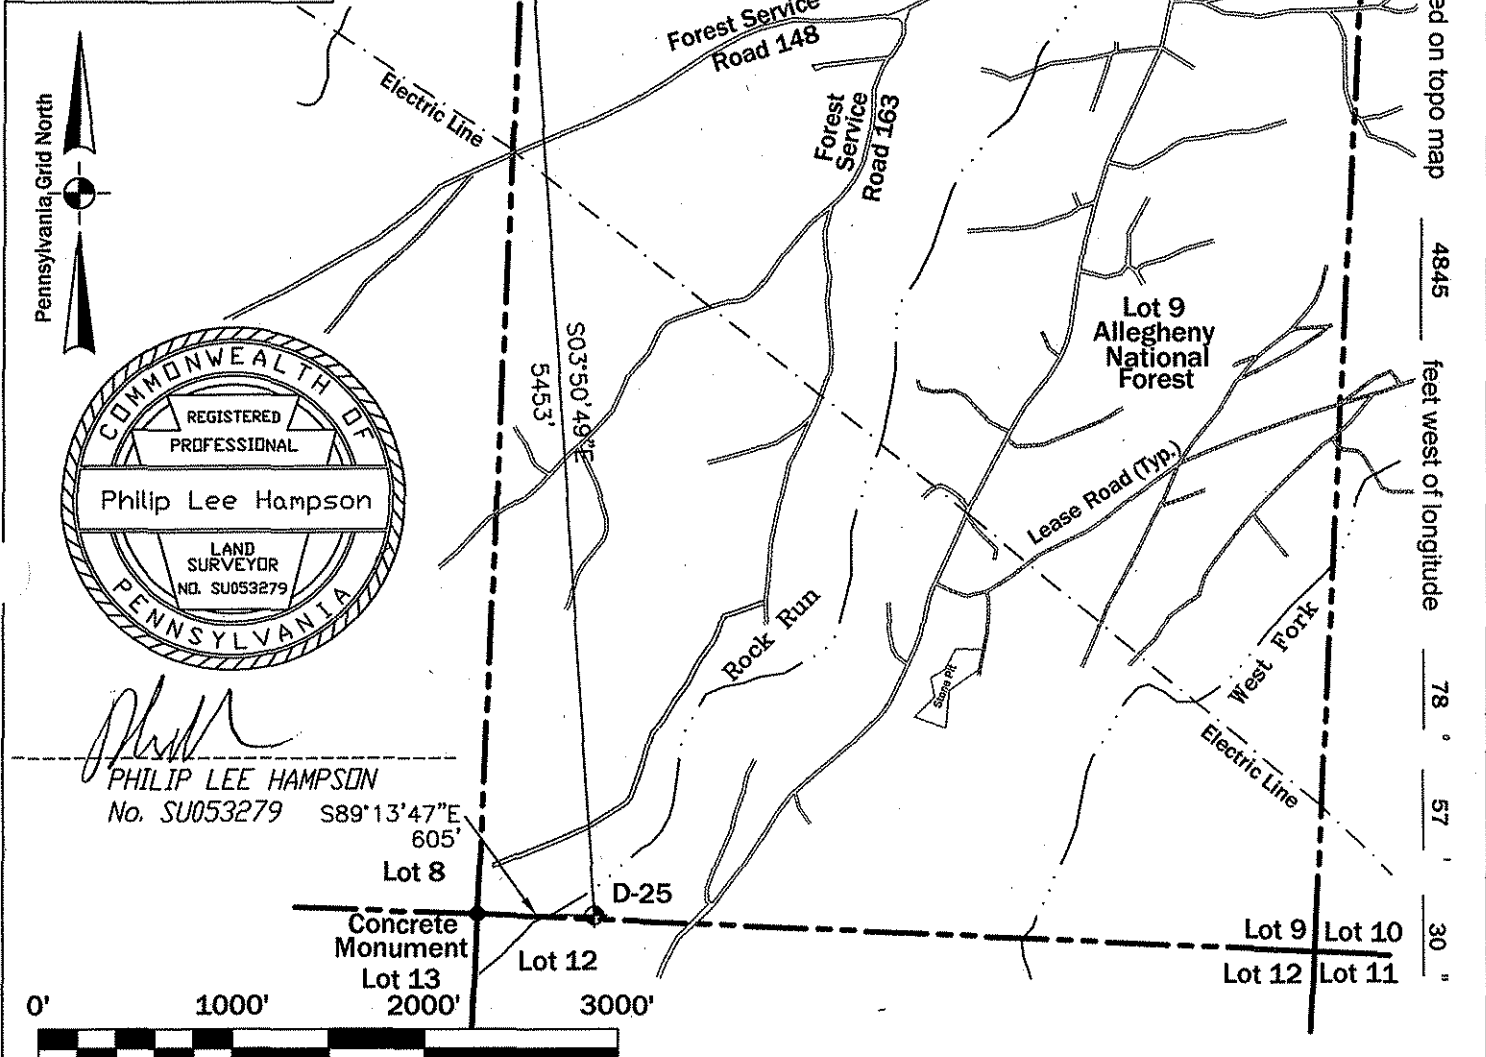 Forest Service
Road 148
Electric Line
Forest
Service
Road 163
Pennsylvania Grid North
ed on topo map
4845
feet west of longitude
78 °
57 '
30 "
S03°50'49"E
5453'
Lot 9
Allegheny
National
Forest
COMMONWEALTH OF
REGISTERED
PROFESSIONAL
Philip Lee Hampson
LAND
SURVEYOR
NO. SU053279
PENNSYLVANIA
Lease Road (Typ.)
Rock Run
Stone Pit
West Fork
Electric Line
PHILIP LEE HAMPSON
No. SU053279
S89°13'47"E
605'
Lot 8
D-25
Concrete
Monument
Lot 13
Lot 12
Lot 9
Lot 10
Lot 12
Lot 11
0'
1000'
2000'
3000'